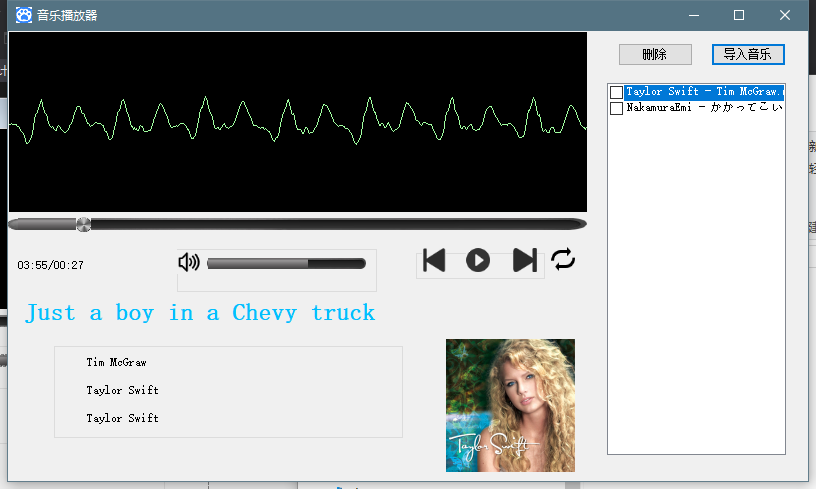 音乐播放器
删除
导入音乐
Taylor Swift - Tim McGraw.
NakamuraEmi - かかってこい
03:55/00:27
Just a boy in a Chevy truck
Tim McGraw
Taylor Swift
Taylor Swift
Taylor Swift